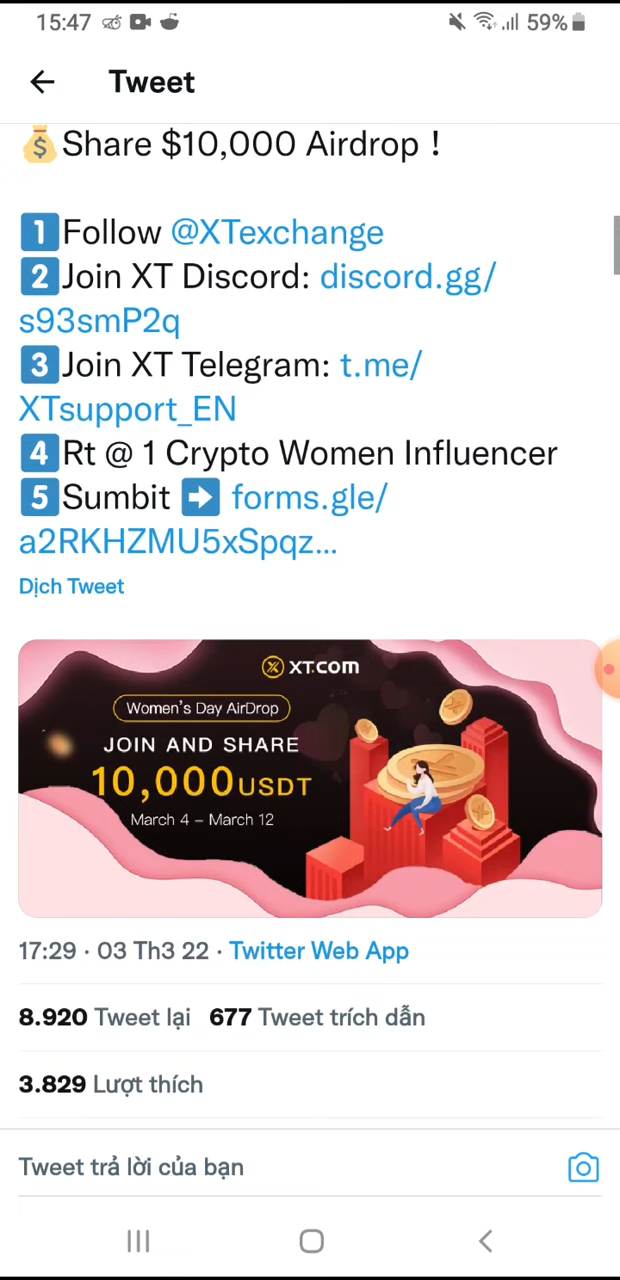 15:47 59%
Tweet
Share $10,000 Airdrop !
1 Follow @XTexchange
2 Join XT Discord: discord.gg/
s93smP2q
3 Join XT Telegram: t.me/
XTsupport_EN
4 Rt @ 1 Crypto Women Influencer
5 Sumbit ➡ forms.gle/
a2RKHZMU5xSpqz...
Dịch Tweet
XT.COM
Women's Day AirDrop
JOIN AND SHARE
10,000 USDT
March 4 – March 12
17:29 · 03 Th3 22 · Twitter Web App
8.920 Tweet lại 677 Tweet trích dẫn
3.829 Lượt thích
Tweet trả lời của bạn